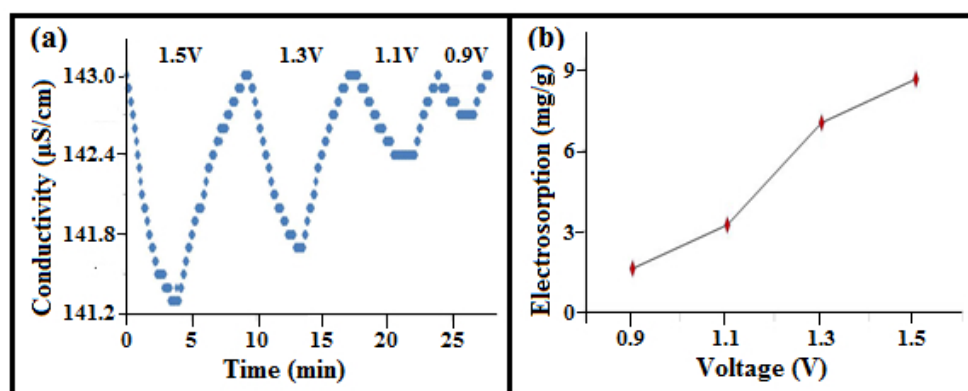 (a)
1.5V 1.3V 1.1V 0.9V
Conductivity (µS/cm)
143.0
142.4
141.8
141.2
0 5 10 15 20 25
Time (min)
(b)
Electrosorption (mg/g)
9
6
3
0
0.9 1.1 1.3 1.5
Voltage (V)